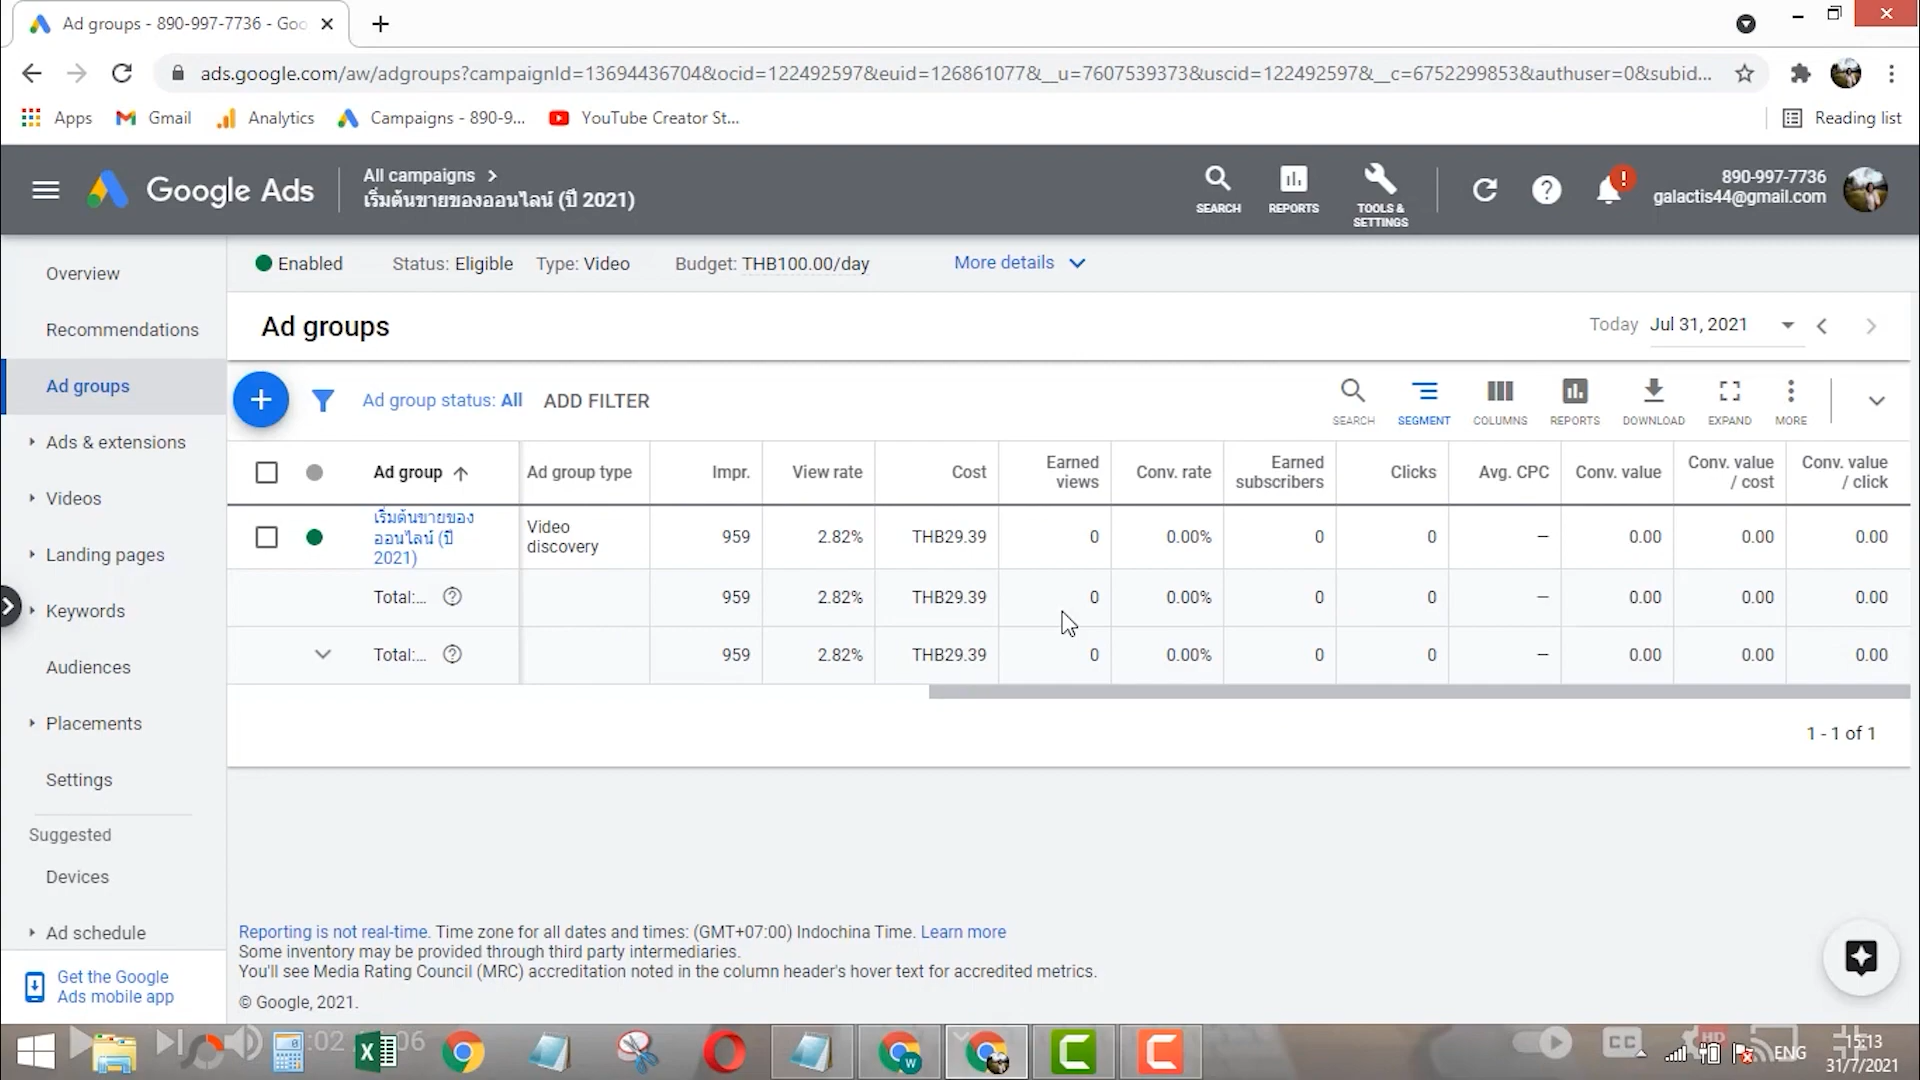 Ad groups - 890-997-7736 - Goo
ads.google.com/aw/adgroups?campaignId=13694436704&ocid=122492597&euid=126861077&__u=7607539373&uscid=122492597&__c=6752299853&authuser=0&subid...
Apps
Gmail
Analytics
Campaigns - 890-9...
YouTube Creator St...
Reading list
Google Ads
All campaigns
เริ่มต้นขายของออนไลน์ (ปี 2021)
SEARCH
REPORTS
TOOLS &
SETTINGS
890-997-7736
galactis44@gmail.com
Overview
Recommendations
Ad groups
Ads & extensions
Videos
Landing pages
Keywords
Audiences
Placements
Settings
Suggested
Devices
Ad schedule
Get the Google
Ads mobile app
Enabled Status: Eligible Type: Video Budget: THB100.00/day More details
Ad groups
Today Jul 31, 2021
Ad group status: All ADD FILTER
SEARCH SEGMENT COLUMNS REPORTS DOWNLOAD EXPAND MORE
Ad group Ad group type Impr. View rate Cost Earned views Conv. rate Earned subscribers Clicks Avg. CPC Conv. value Conv. value / cost Conv. value / click
เริ่มต้นขายของ
ออนไลน์ (ปี
2021)
Video
discovery
959 2.82% THB29.39 0 0.00% 0 0 – 0.00 0.00 0.00
Total:... 959 2.82% THB29.39 0 0.00% 0 0 – 0.00 0.00 0.00
Total:... 959 2.82% THB29.39 0 0.00% 0 0 – 0.00 0.00 0.00
1 - 1 of 1
Reporting is not real-time. Time zone for all dates and times: (GMT+07:00) Indochina Time. Learn more
Some inventory may be provided through third party intermediaries.
You'll see Media Rating Council (MRC) accreditation noted in the column header's hover text for accredited metrics.
© Google, 2021.
CC
HD
ENG
15:13
31/7/2021